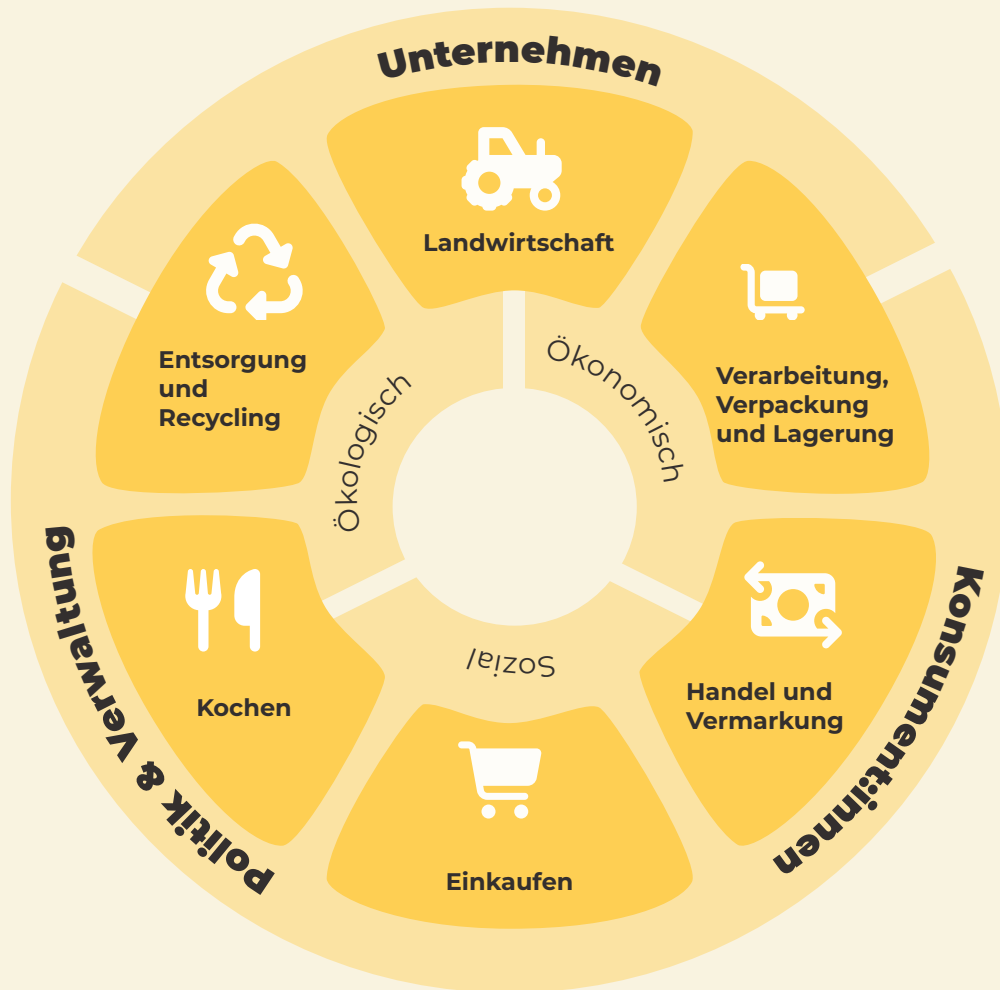 Unternehmen
Landwirtschaft
Entsorgung
und
Recycling
Ökologisch
Ökonomisch
Verarbeitung,
Verpackung
und Lagerung
Kochen
Sozial
Handel und
Vermarkung
Einkaufen
Politik & Verwaltung
Konsument:innen